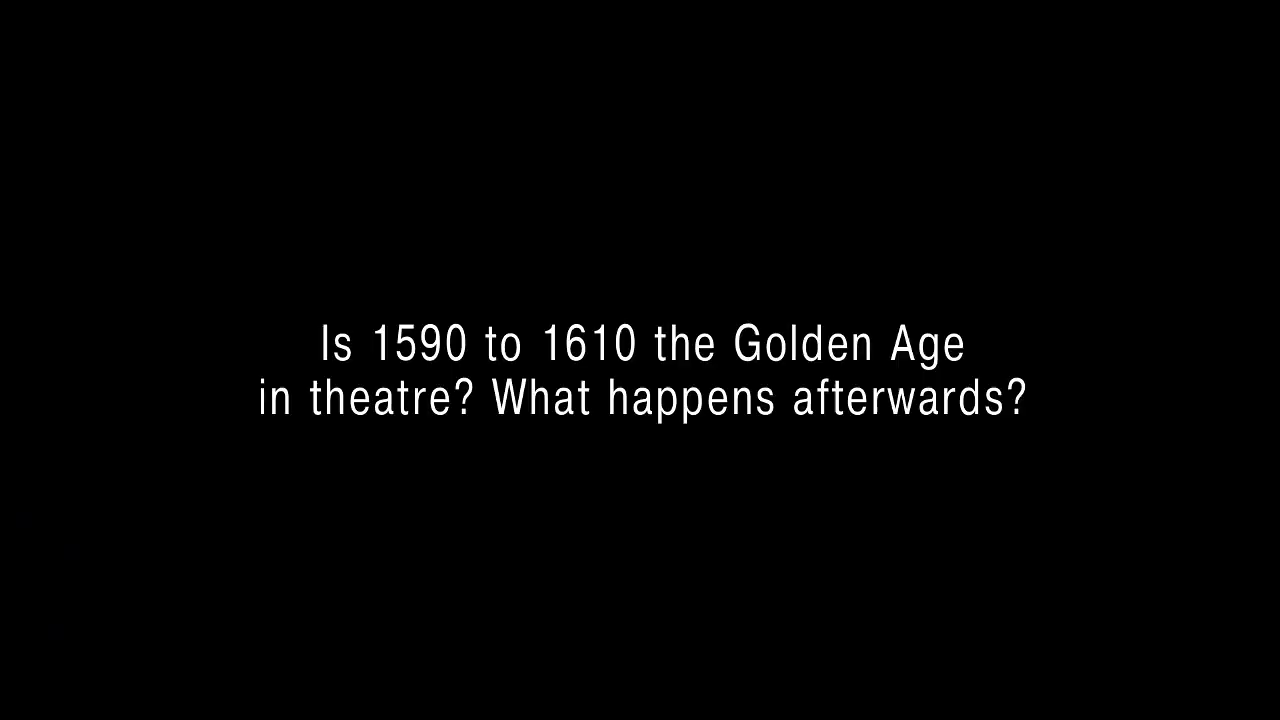 Is 1590 to 1610 the Golden Age
in theatre? What happens afterwards?